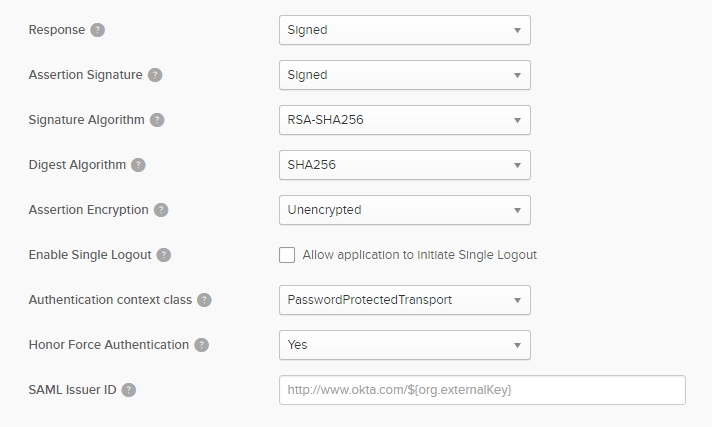 Response ?
Signed
Assertion Signature ?
Signed
Signature Algorithm ?
RSA-SHA256
Digest Algorithm ?
SHA256
Assertion Encryption ?
Unencrypted
Enable Single Logout ?
Allow application to initiate Single Logout
Authentication context class ?
PasswordProtectedTransport
Honor Force Authentication ?
Yes
SAML Issuer ID ?
http://www.okta.com/${org.externalKey}